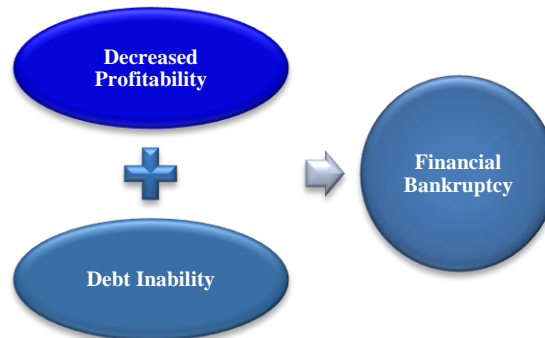 Decreased
Profitability
Financial
Bankruptcy
Debt Inability